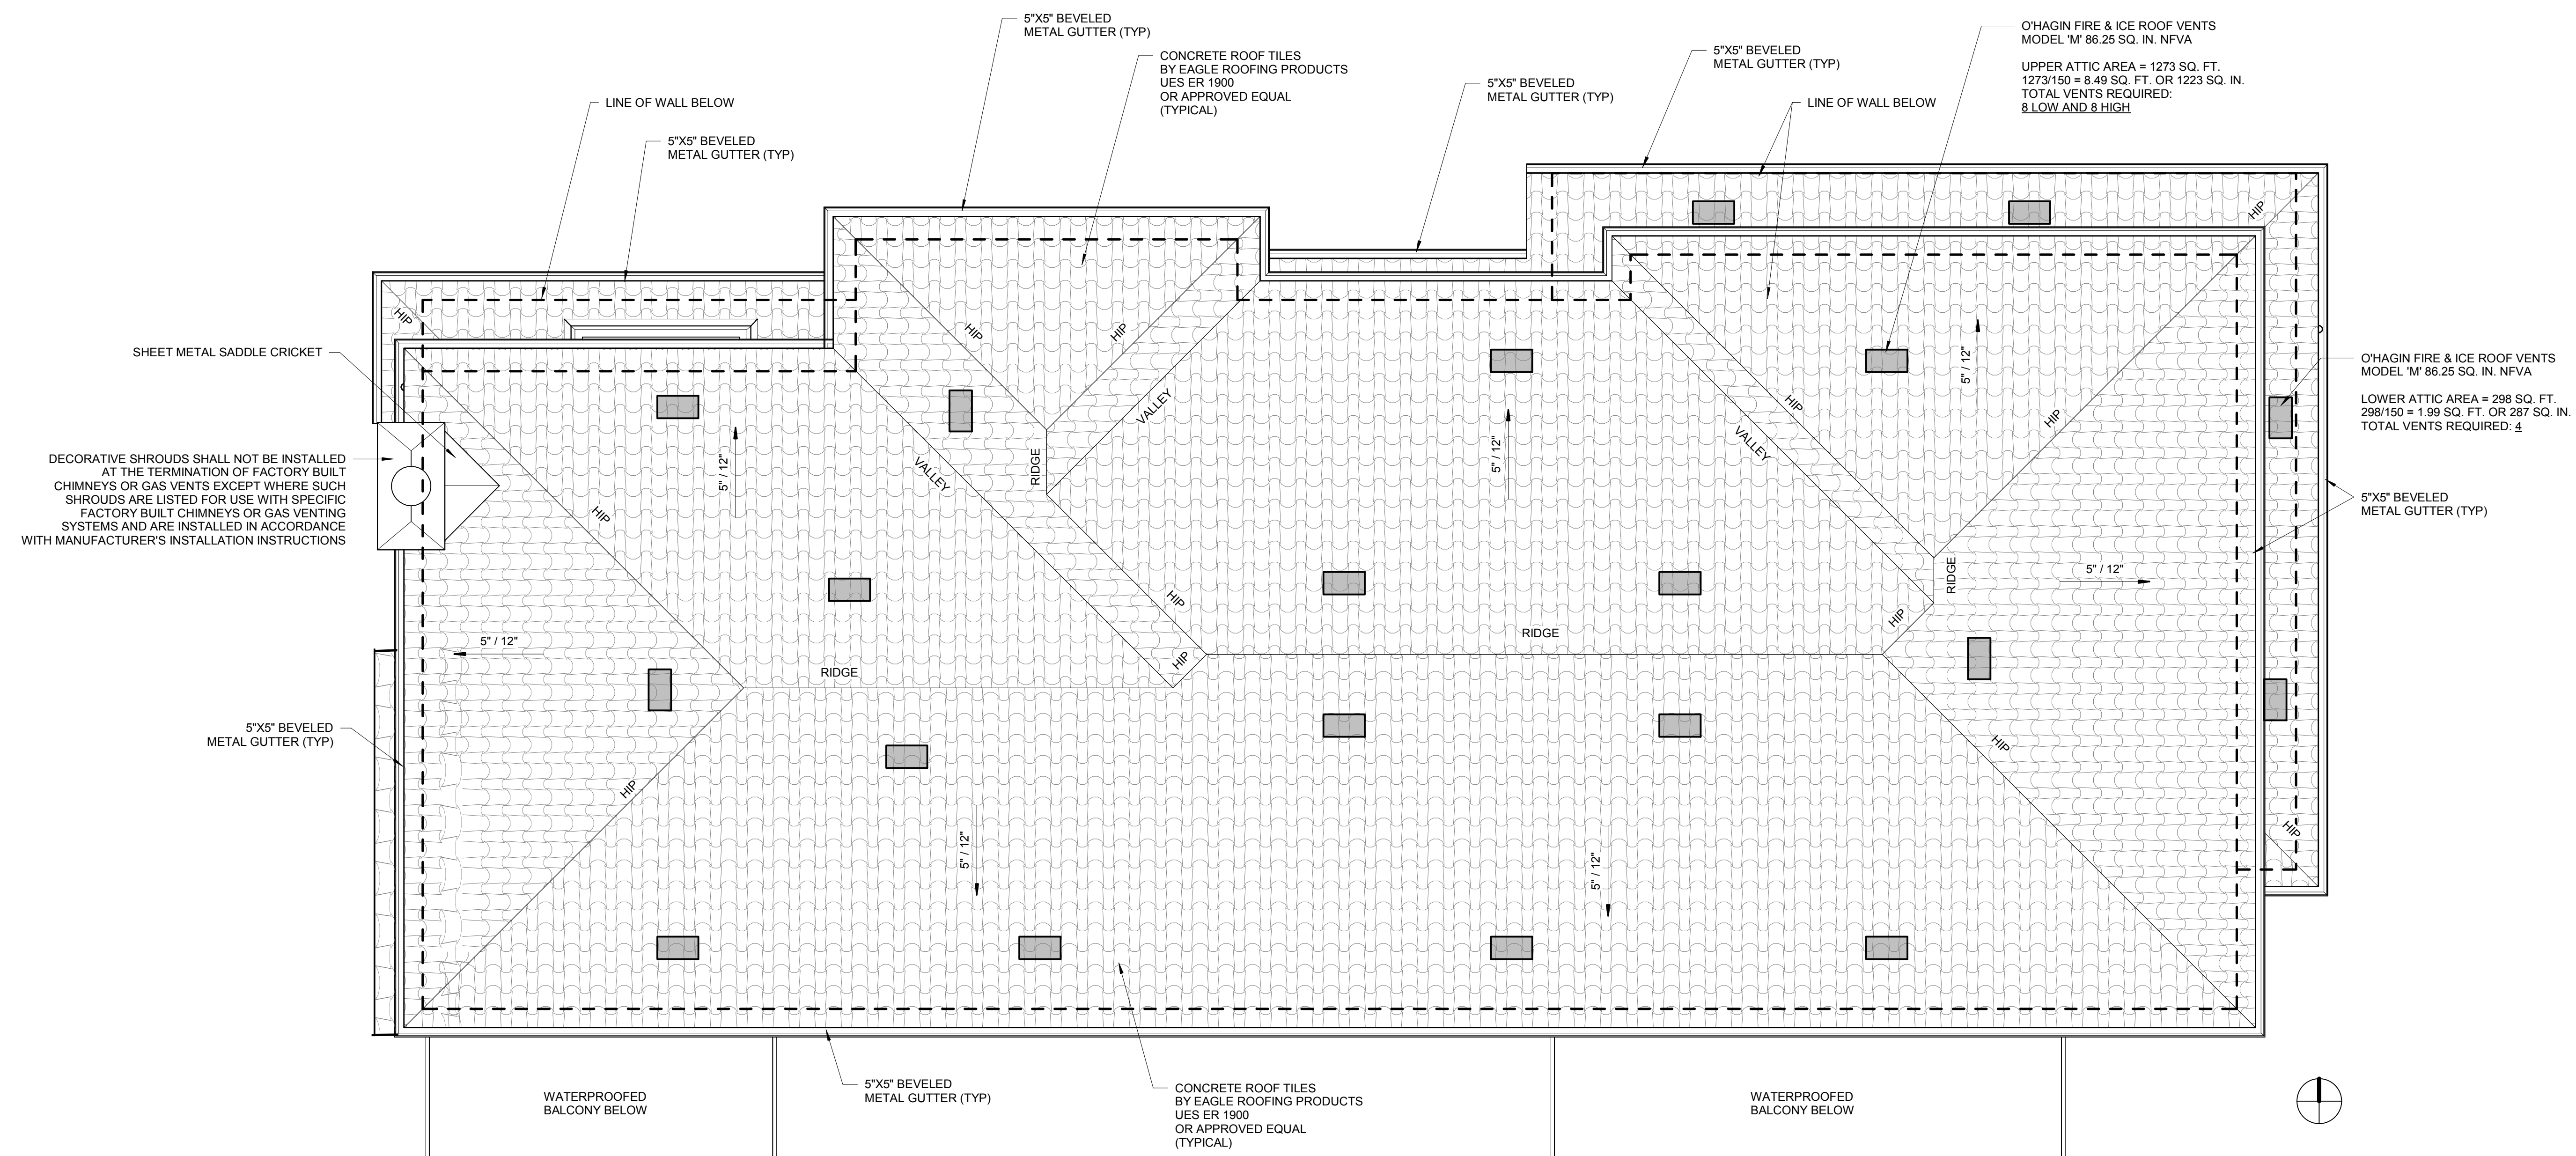 5"X5" BEVELED
METAL GUTTER (TYP)
O'HAGIN FIRE & ICE ROOF VENTS
MODEL 'M' 86.25 SQ. IN. NFVA
UPPER ATTIC AREA = 1273 SQ. FT.
1273/150 = 8.49 SQ. FT. OR 1223 SQ. IN.
TOTAL VENTS REQUIRED:
8 LOW AND 8 HIGH
CONCRETE ROOF TILES
BY EAGLE ROOFING PRODUCTS
UES ER 1900
OR APPROVED EQUAL
(TYPICAL)
5"X5" BEVELED
METAL GUTTER (TYP)
5"X5" BEVELED
METAL GUTTER (TYP)
LINE OF WALL BELOW
LINE OF WALL BELOW
5"X5" BEVELED
METAL GUTTER (TYP)
HIP
HIP
HIP
HIP
SHEET METAL SADDLE CRICKET
O'HAGIN FIRE & ICE ROOF VENTS
MODEL 'M' 86.25 SQ. IN. NFVA
LOWER ATTIC AREA = 298 SQ. FT.
298/150 = 1.99 SQ. FT. OR 287 SQ. IN.
TOTAL VENTS REQUIRED: 4
5" / 12"
VALLEY
HIP
HIP
DECORATIVE SHROUDS SHALL NOT BE INSTALLED
AT THE TERMINATION OF FACTORY BUILT
CHIMNEYS OR GAS VENTS EXCEPT WHERE SUCH
SHROUDS ARE LISTED FOR USE WITH SPECIFIC
FACTORY BUILT CHIMNEYS OR GAS VENTING
SYSTEMS AND ARE INSTALLED IN ACCORDANCE
WITH MANUFACTURER'S INSTALLATION INSTRUCTIONS
5" / 12"
VALLEY
RIDGE
5" / 12"
VALLEY
HIP
5"X5" BEVELED
METAL GUTTER (TYP)
RIDGE
5" / 12"
HIP
HIP
5" / 12"
RIDGE
HIP
RIDGE
5"X5" BEVELED
METAL GUTTER (TYP)
HIP
HIP
HIP
5" / 12"
5" / 12"
5"X5" BEVELED
METAL GUTTER (TYP)
CONCRETE ROOF TILES
BY EAGLE ROOFING PRODUCTS
UES ER 1900
OR APPROVED EQUAL
(TYPICAL)
WATERPROOFED
BALCONY BELOW
WATERPROOFED
BALCONY BELOW